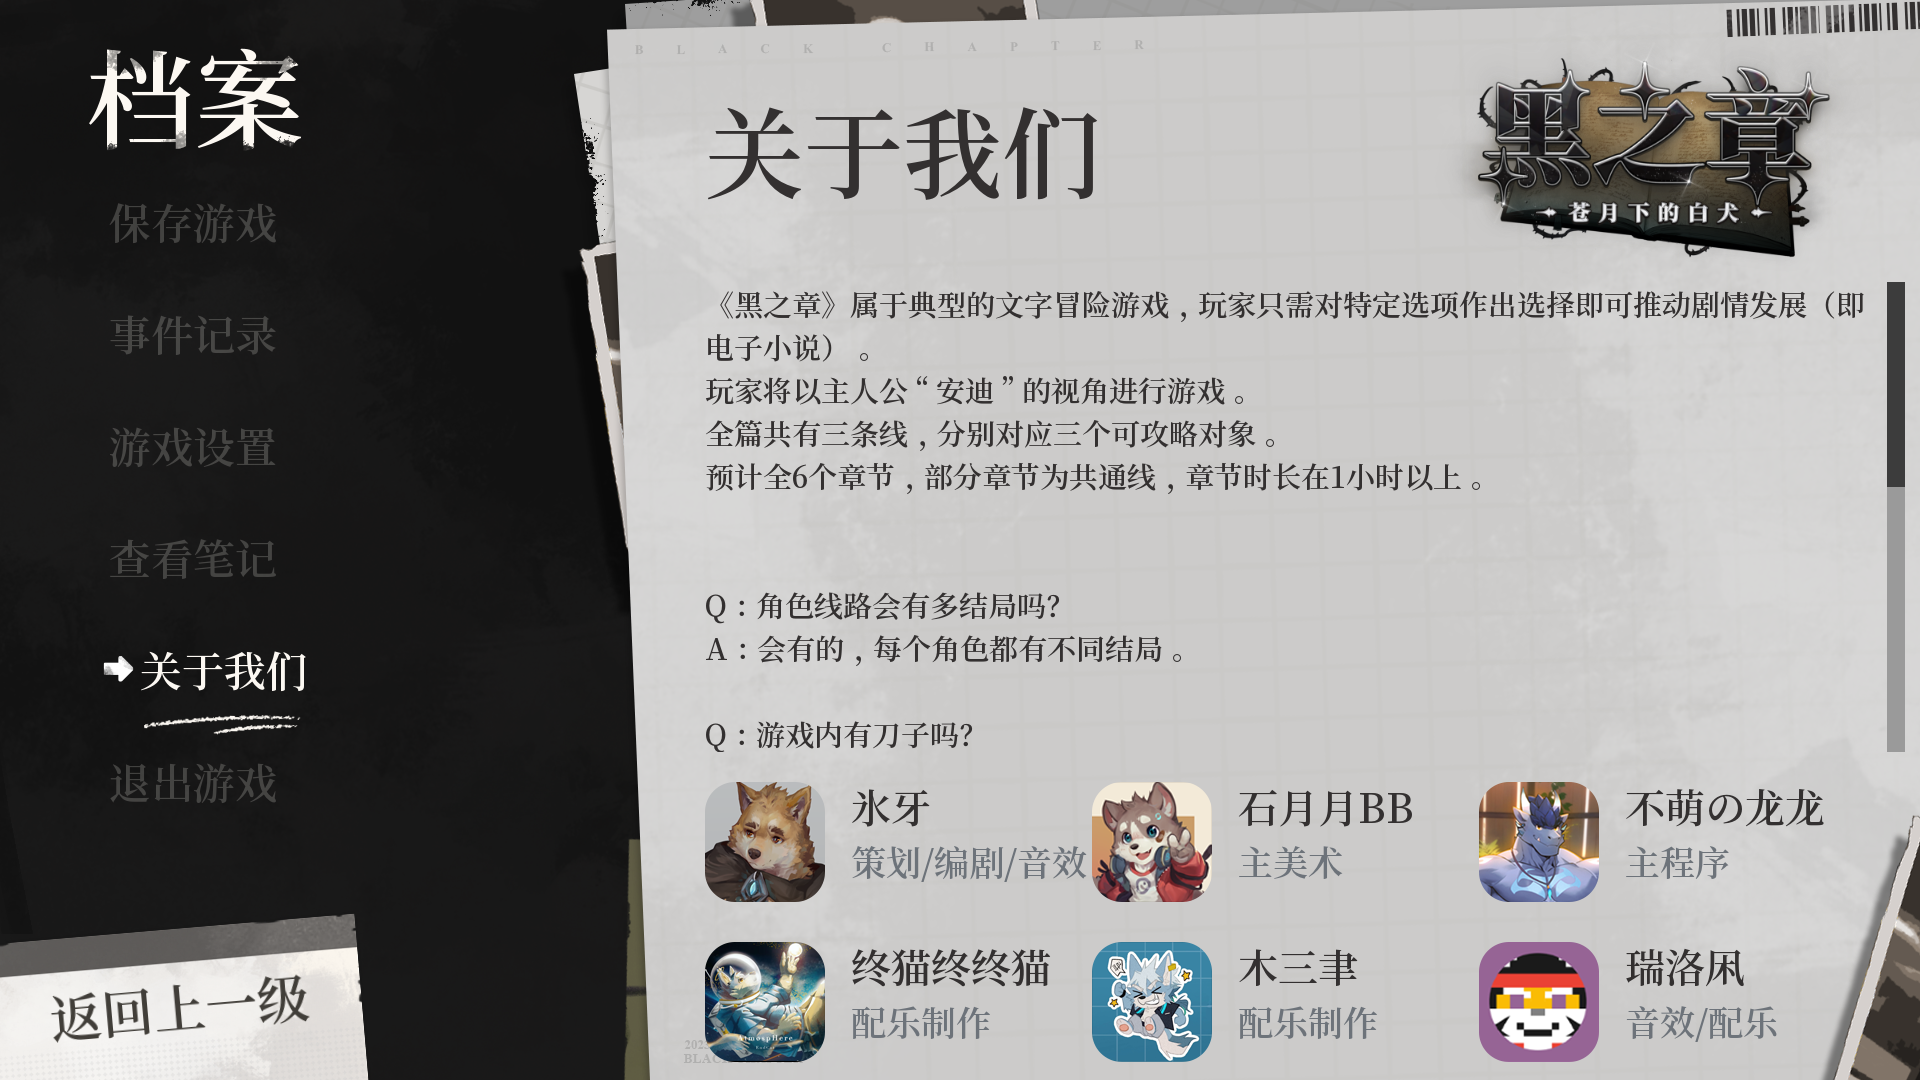 档案
保存游戏
事件记录
游戏设置
查看笔记
关于我们
退出游戏
返回上一级
BLACK CHAPTER
关于我们
黑之章
苍月下的白犬
《黑之章》属于典型的文字冒险游戏，玩家只需对特定选项作出选择即可推动剧情发展（即
电子小说）。
玩家将以主人公“安迪”的视角进行游戏。
全篇共有三条线，分别对应三个可攻略对象。
预计全6个章节，部分章节为共通线，章节时长在1小时以上。
Q：角色线路会有多结局吗？
A：会有的，每个角色都有不同结局。
Q：游戏内有刀子吗？
氷牙
策划/编剧/音效
石月月BB
主美术
不萌の龙龙
主程序
终猫终终猫
配乐制作
木三聿
配乐制作
瑞洛凩
音效/配乐
AtmospHere